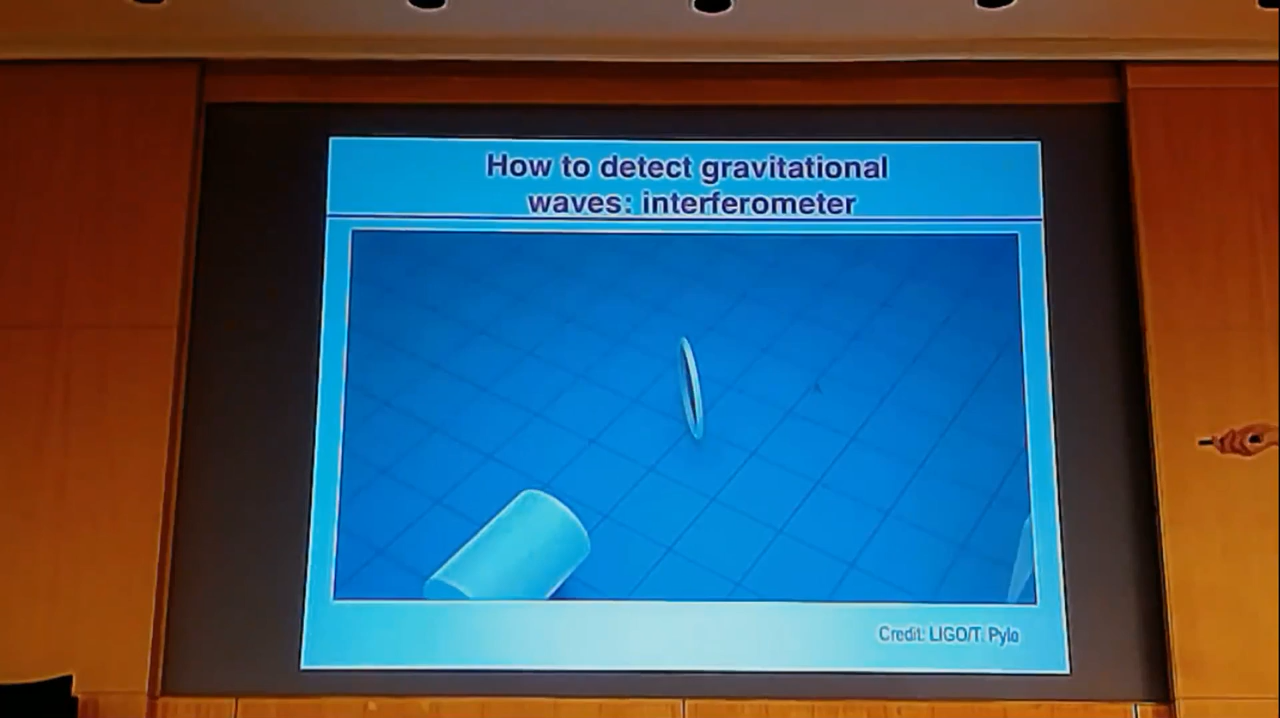 How to detect gravitational
waves: interferometer
Credit: LIGO/T. Pyle